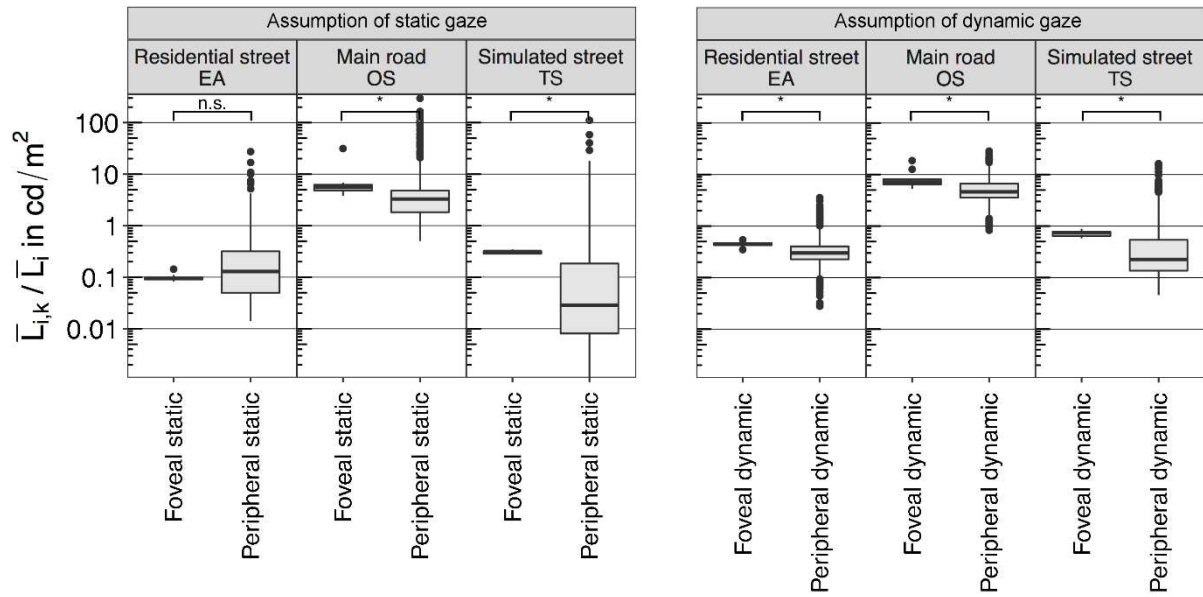 Assumption of static gaze
Residential street
EA
Main road
OS
Simulated street
TS
n.s.
*
*
L̅i,k / L̅i in cd/m²
100
10
1
0.1
0.01
Foveal static
Peripheral static
Foveal static
Peripheral static
Foveal static
Peripheral static
Assumption of dynamic gaze
Residential street
EA
Main road
OS
Simulated street
TS
*
*
*
Foveal dynamic
Peripheral dynamic
Foveal dynamic
Peripheral dynamic
Foveal dynamic
Peripheral dynamic